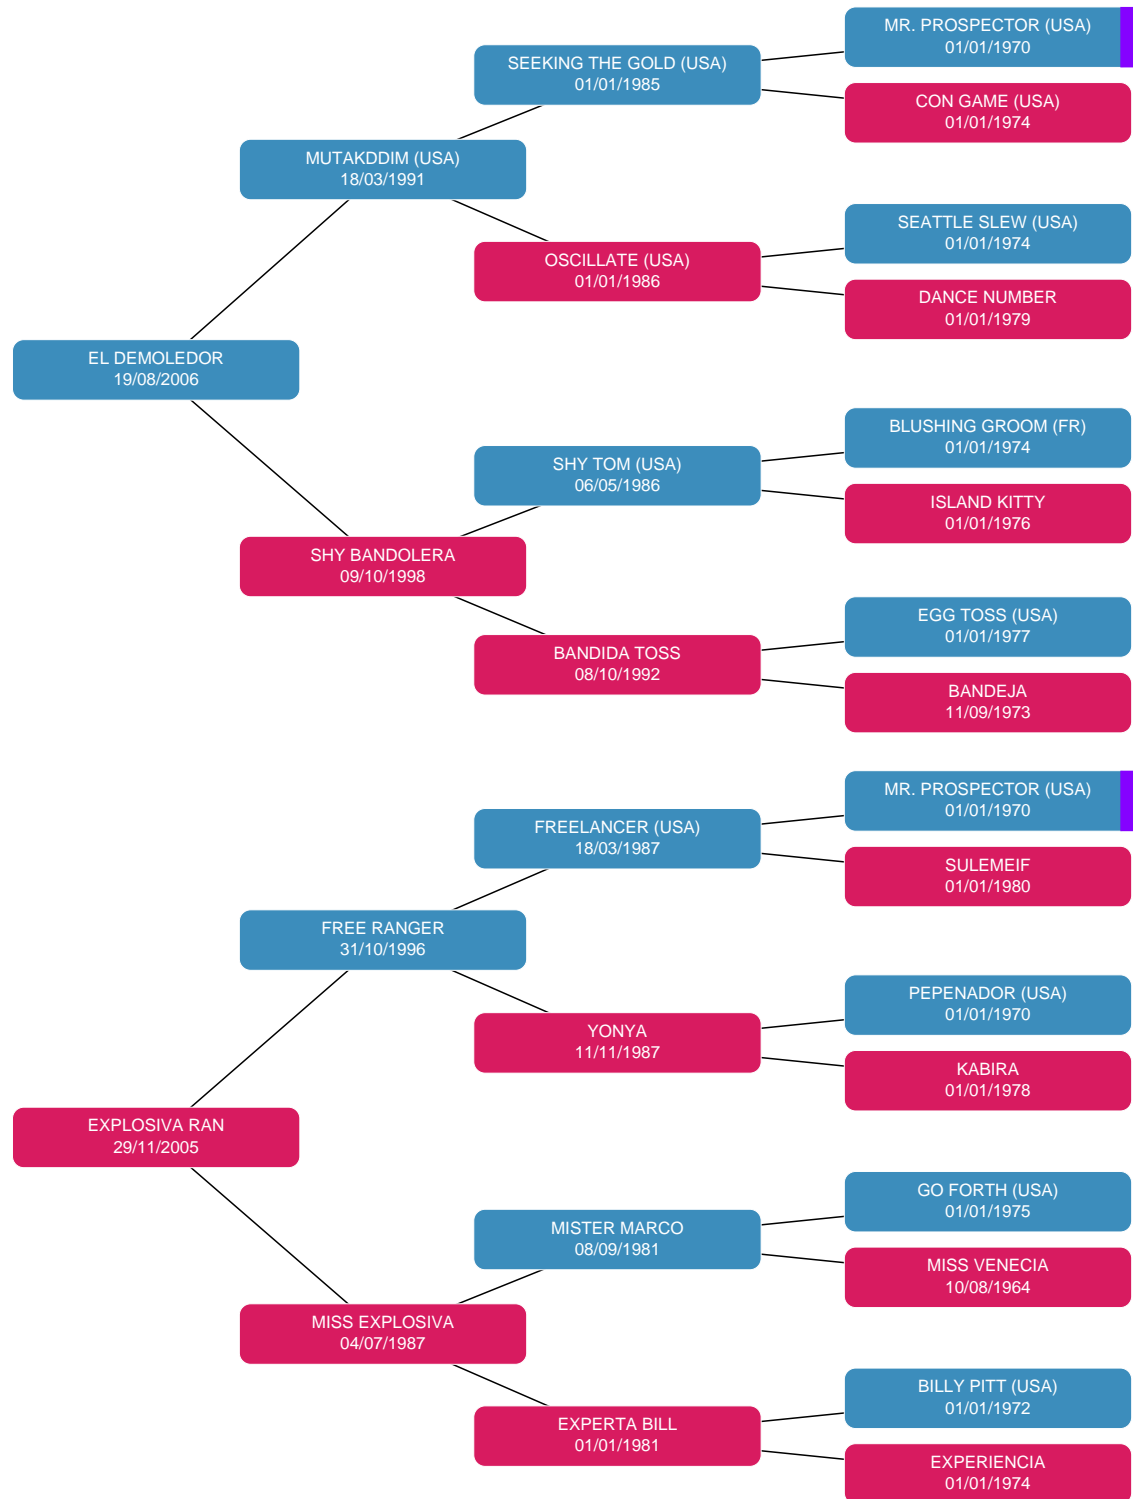 MR. PROSPECTOR (USA)
01/01/1970
SEEKING THE GOLD (USA)
01/01/1985
CON GAME (USA)
01/01/1974
MUTAKDDIM (USA)
18/03/1991
SEATTLE SLEW (USA)
01/01/1974
OSCILLATE (USA)
01/01/1986
DANCE NUMBER
01/01/1979
EL DEMOLEDOR
19/08/2006
BLUSHING GROOM (FR)
01/01/1974
SHY TOM (USA)
06/05/1986
ISLAND KITTY
01/01/1976
SHY BANDOLERA
09/10/1998
EGG TOSS (USA)
01/01/1977
BANDIDA TOSS
08/10/1992
BANDEJA
11/09/1973
MR. PROSPECTOR (USA)
01/01/1970
FREELANCER (USA)
18/03/1987
SULEMEIF
01/01/1980
FREE RANGER
31/10/1996
PEPENADOR (USA)
01/01/1970
YONYA
11/11/1987
KABIRA
01/01/1978
EXPLOSIVA RAN
29/11/2005
GO FORTH (USA)
01/01/1975
MISTER MARCO
08/09/1981
MISS VENECIA
10/08/1964
MISS EXPLOSIVA
04/07/1987
BILLY PITT (USA)
01/01/1972
EXPERTA BILL
01/01/1981
EXPERIENCIA
01/01/1974